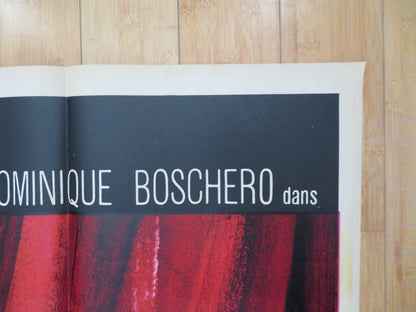 OMINIQUE BOSCHERO dans